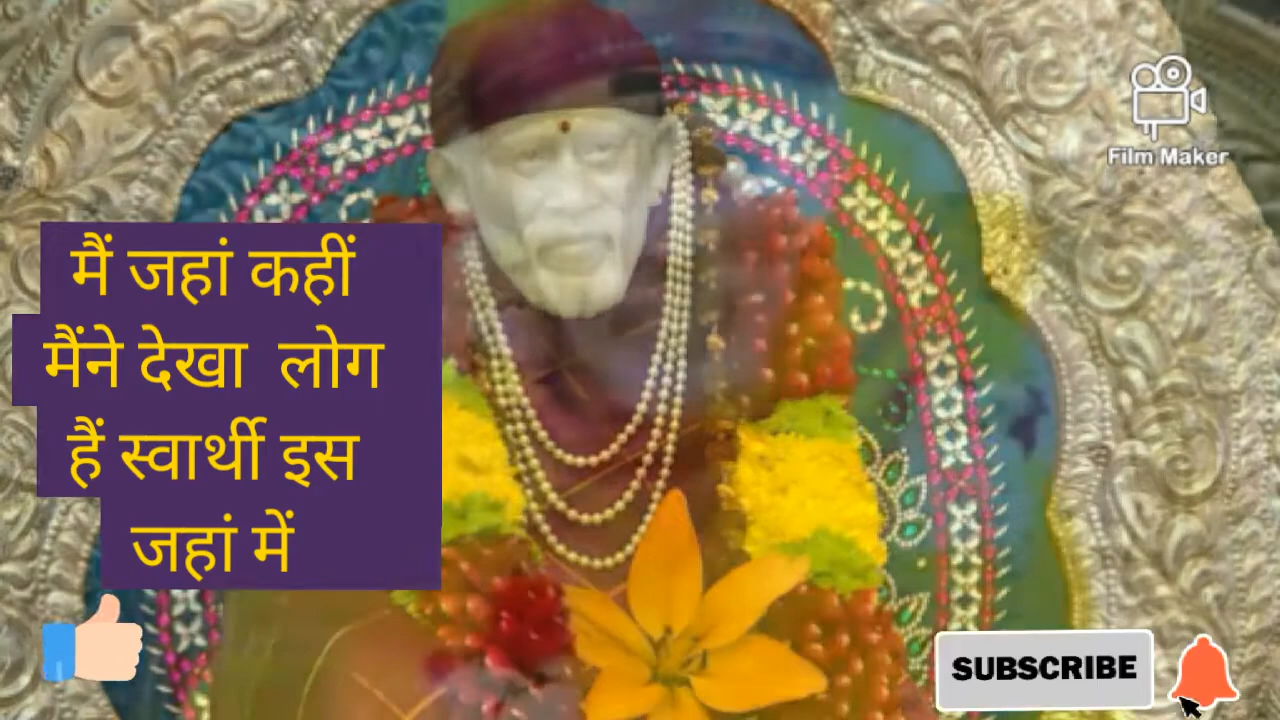 मैं जहां कहीं
मैंने देखा  लोग
हैं स्वार्थी इस
जहां में
Film Maker
SUBSCRIBE